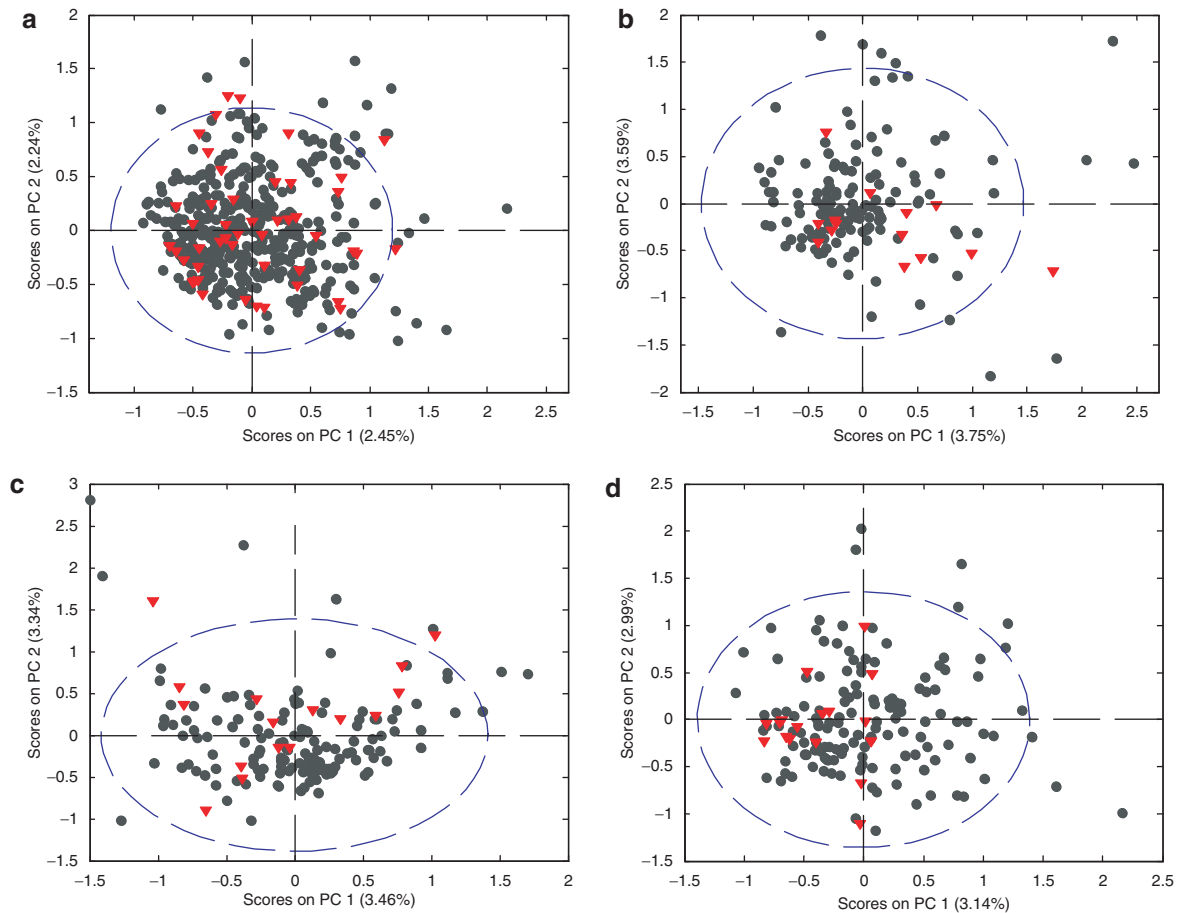 a
2
1.5
1
0.5
0
−0.5
−1
−1.5
Scores on PC 2 (2.24%)
−1 −0.5 0 0.5 1 1.5 2 2.5
Scores on PC 1 (2.45%)
b
2
1.5
1
0.5
0
−0.5
−1
−1.5
−2
Scores on PC 2 (3.59%)
−1.5 −1 −0.5 0 0.5 1 1.5 2 2.5
Scores on PC 1 (3.75%)
c
3
2.5
2
1.5
1
0.5
0
−0.5
−1
−1.5
Scores on PC 2 (3.34%)
−1.5 −1 −0.5 0 0.5 1 1.5 2
Scores on PC 1 (3.46%)
d
2.5
2
1.5
1
0.5
0
−0.5
−1
−1.5
Scores on PC 2 (2.99%)
−1.5 −1 −0.5 0 0.5 1 1.5 2 2.5
Scores on PC 1 (3.14%)